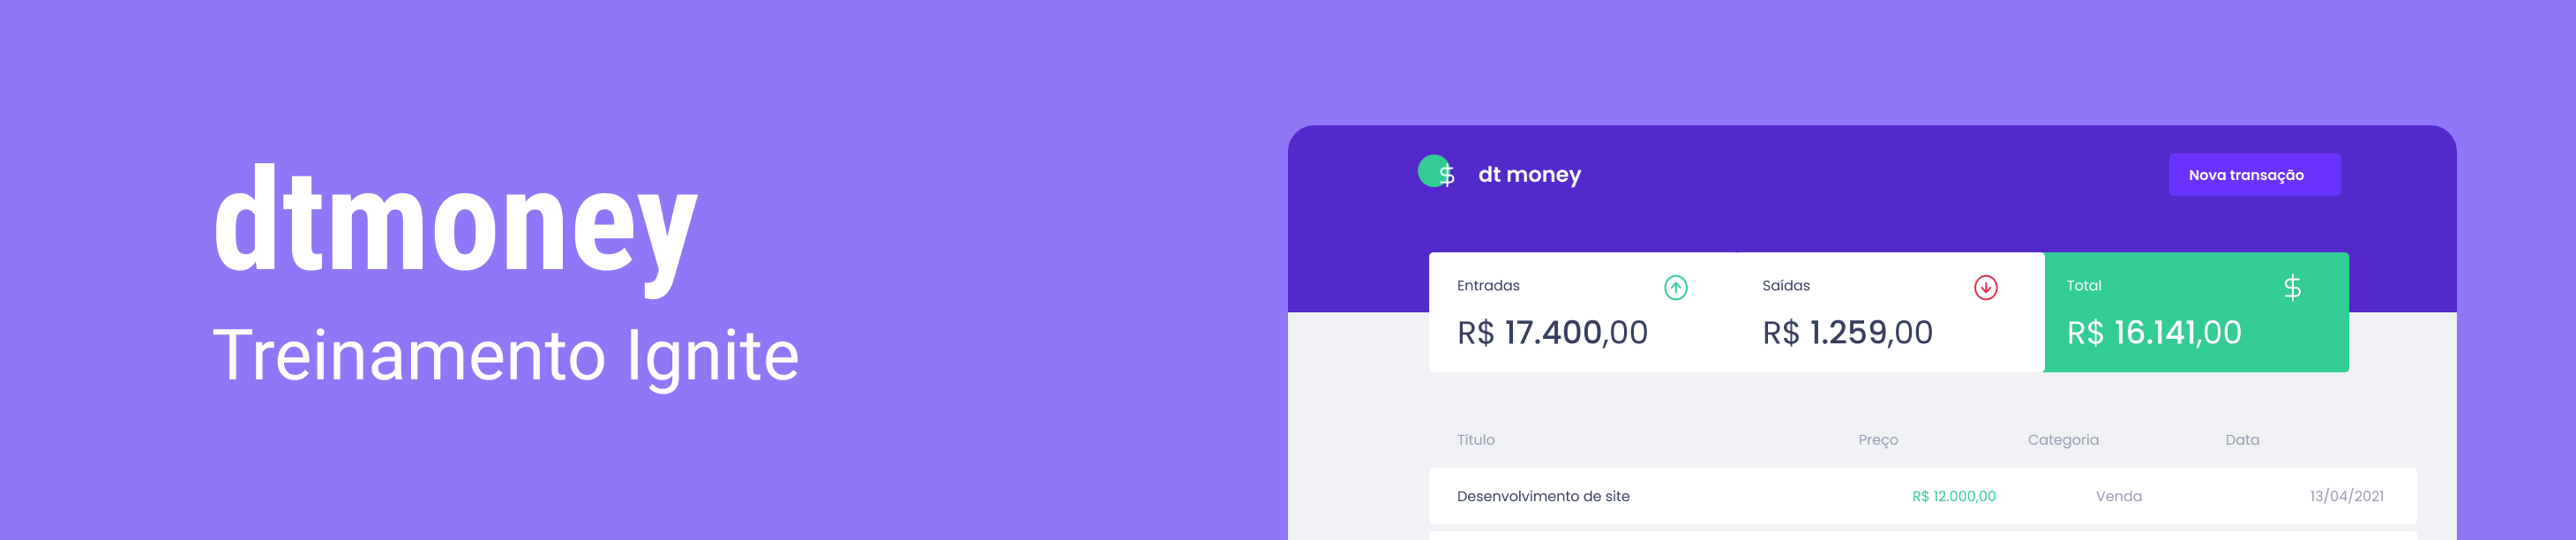 dtmoney
Treinamento Ignite
$ dt money
Nova transação
Entradas
R$ 17.400,00
Saídas
R$ 1.259,00
Total $
R$ 16.141,00
Título Preço Categoria Data
Desenvolvimento de site R$ 12.000,00 Venda 13/04/2021